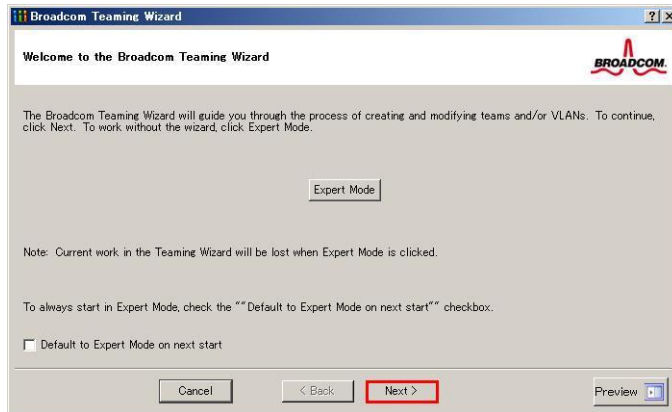 Broadcom Teaming Wizard
Welcome to the Broadcom Teaming Wizard
BROADCOM.
The Broadcom Teaming Wizard will guide you through the process of creating and modifying teams and/or VLANs. To continue,
click Next. To work without the wizard, click Expert Mode.
Expert Mode
Note: Current work in the Teaming Wizard will be lost when Expert Mode is clicked.
To always start in Expert Mode, check the ""Default to Expert Mode on next start"" checkbox.
Default to Expert Mode on next start
Cancel < Back Next > Preview